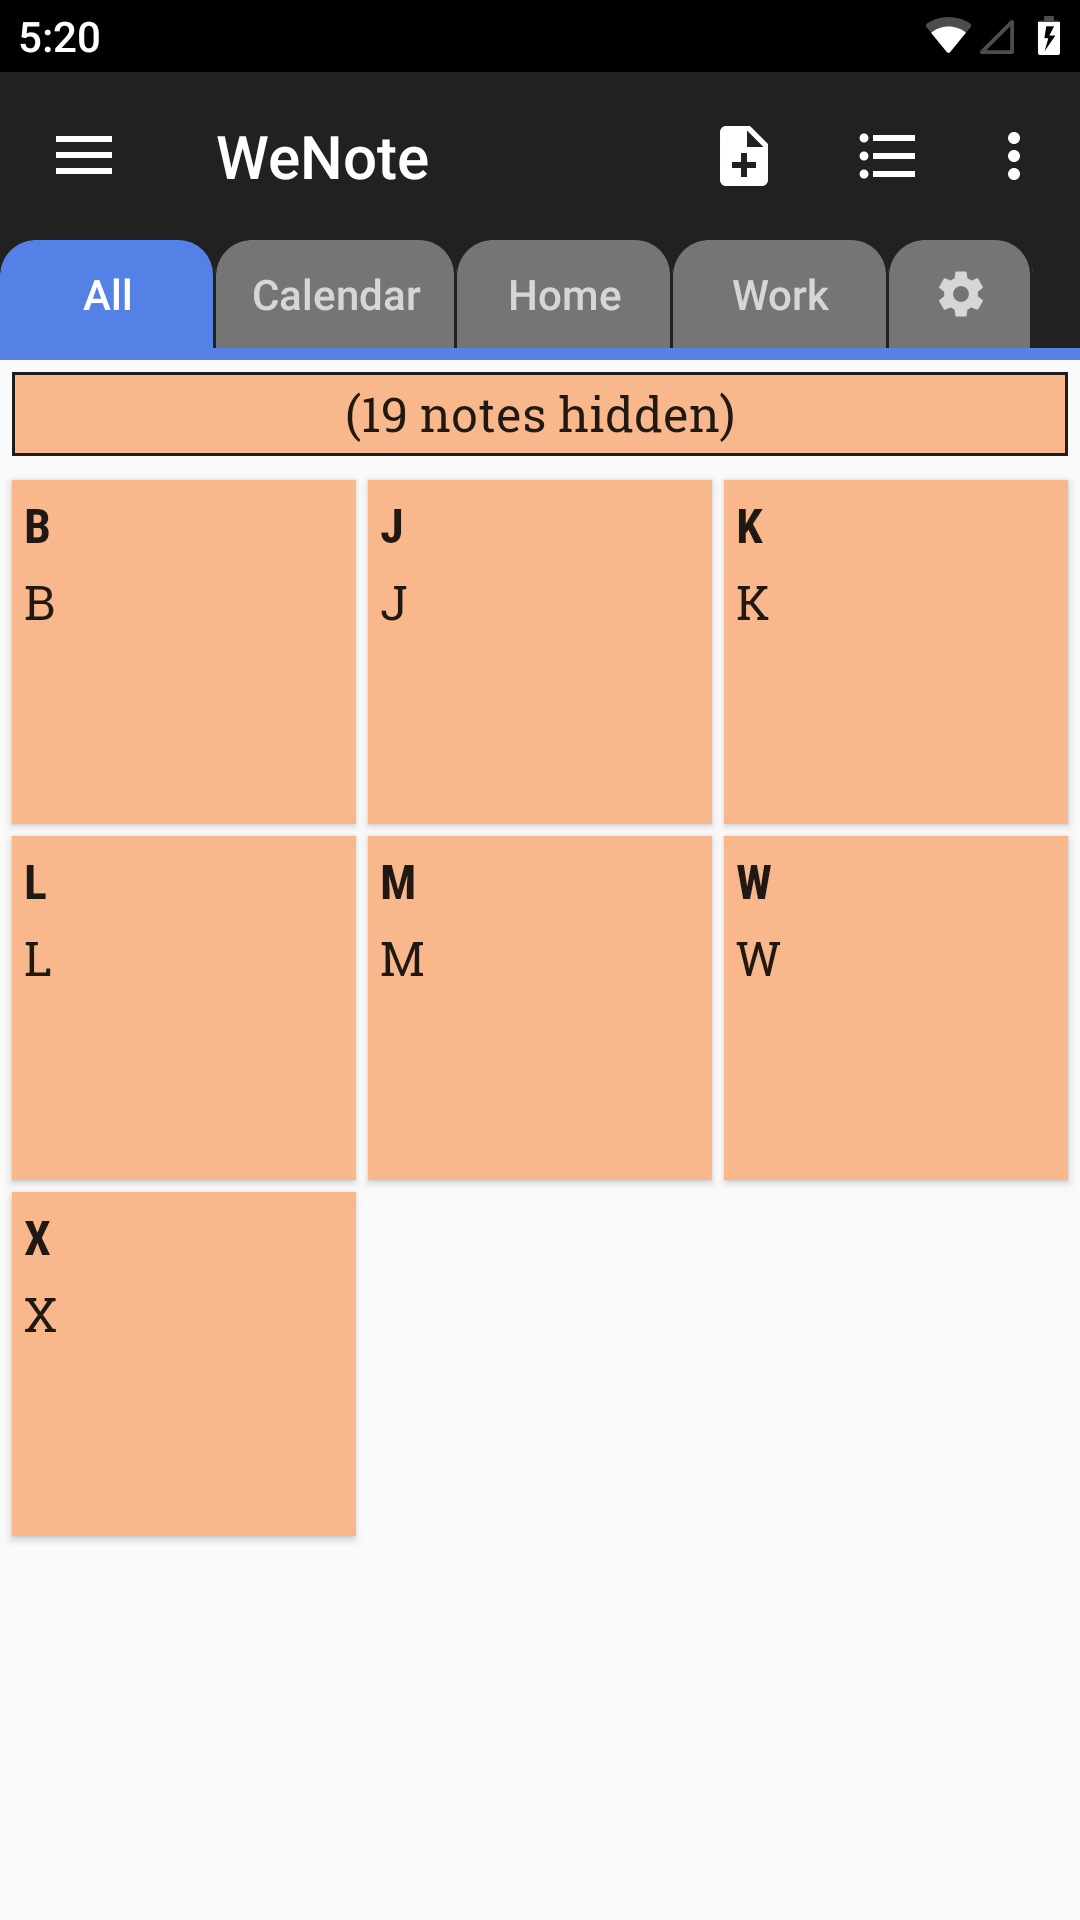 5:20
WeNote
All Calendar Home Work
(19 notes hidden)
B J K
B J K
L M W
L M W
X
X